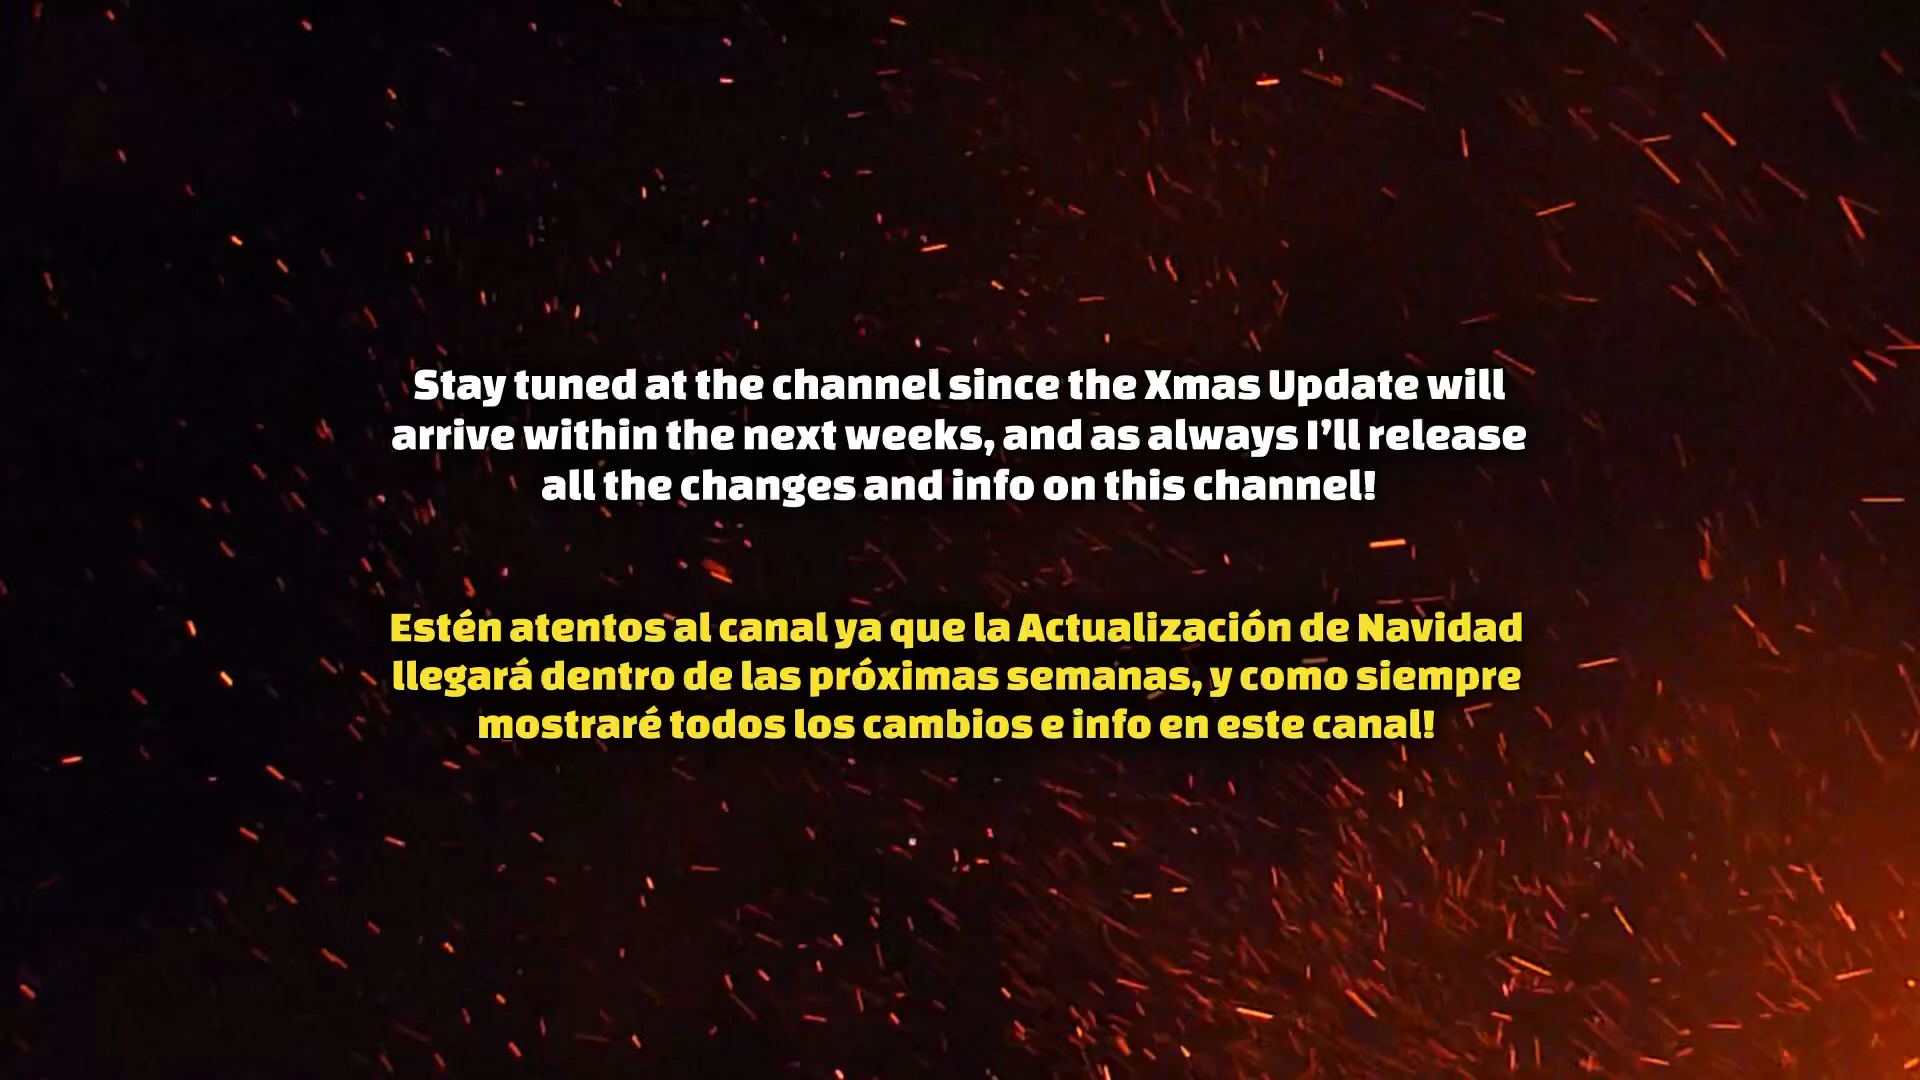 Stay tuned at the channel since the Xmas Update will
arrive within the next weeks, and as always I’ll release
all the changes and info on this channel!
Estén atentos al canal ya que la Actualización de Navidad
llegará dentro de las próximas semanas, y como siempre
mostraré todos los cambios e info en este canal!